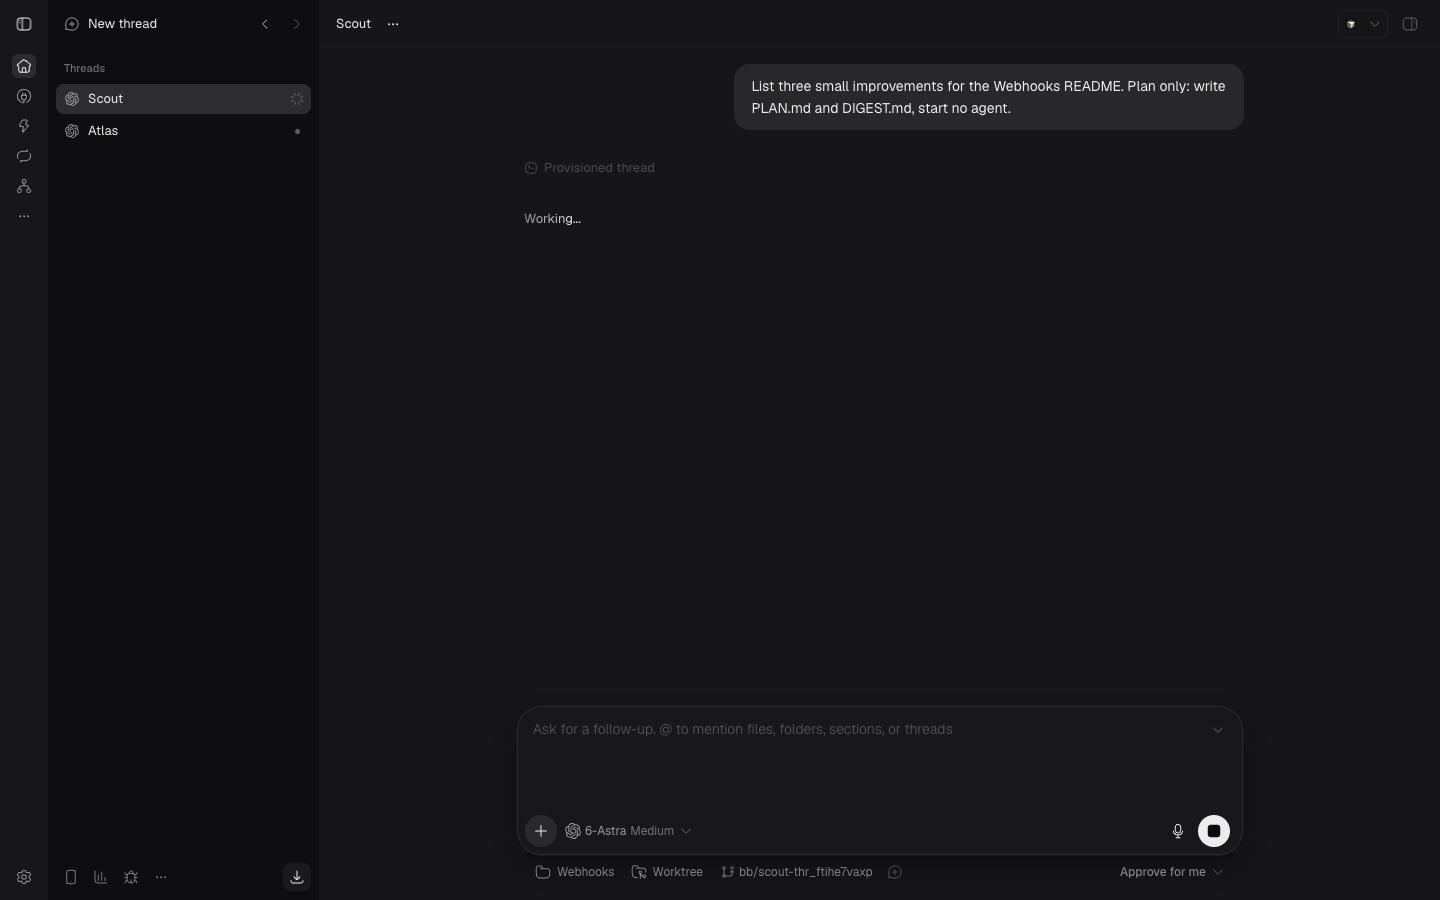 New thread
Threads
Scout
Atlas
Scout
List three small improvements for the Webhooks README. Plan only: write
PLAN.md and DIGEST.md, start no agent.
Provisioned thread
Working...
Ask for a follow-up. @ to mention files, folders, sections, or threads
6-Astra Medium
Webhooks Worktree bb/scout-thr_ftihe7vaxp Approve for me